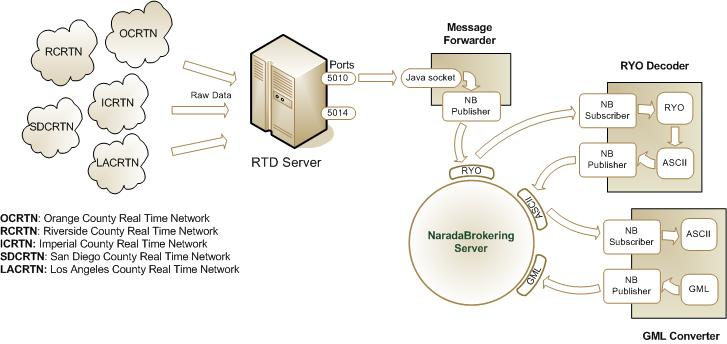 OCRTN
RCRTN
ICRTN
SDCRTN
LACRTN
Raw Data
Ports
5010
5014
RTD Server
Message
Forwarder
Java socket
NB
Publisher
RYO Decoder
NB
Subscriber
RYO
NB
Publisher
ASCII
RYO
ASCII
GML
NaradaBrokering
Server
NB
Subscriber
ASCII
NB
Publisher
GML
GML Converter
OCRTN: Orange County Real Time Network
RCRTN: Riverside County Real Time Network
ICRTN: Imperial County Real Time Network
SDCRTN: San Diego County Real Time Network
LACRTN: Los Angeles County Real Time Network